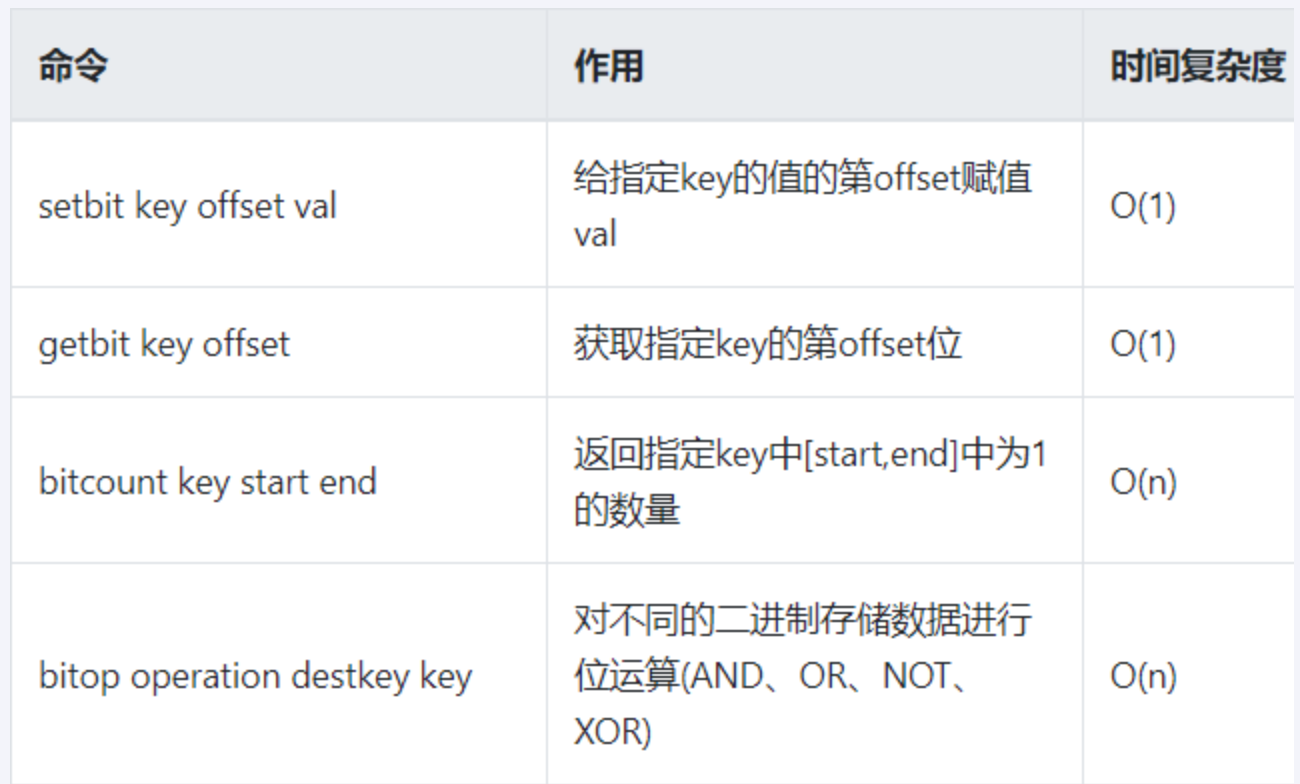 命令 作用 时间复杂度
给指定key的值的第offset赋值
setbit key offset val O(1)
val
getbit key offset 获取指定key的第offset位 O(1)
返回指定key中[start,end]中为1
bitcount key start end O(n)
的数量
对不同的二进制存储数据进行
bitop operation destkey key 位运算(AND、OR、NOT、 O(n)
XOR)